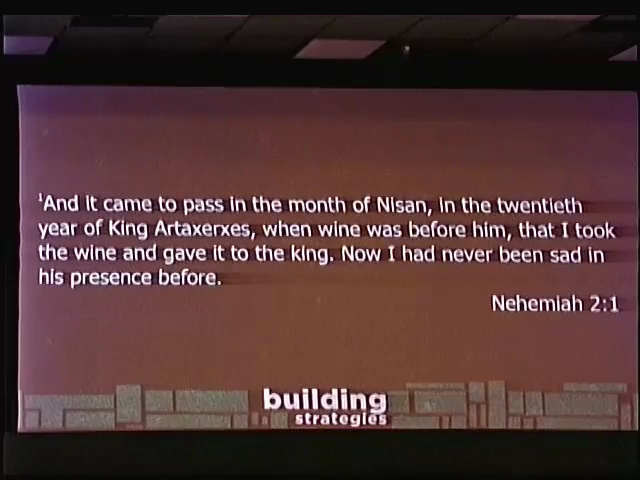 ¹And it came to pass in the month of Nisan, in the twentieth
year of King Artaxerxes, when wine was before him, that I took
the wine and gave it to the king. Now I had never been sad in
his presence before.
Nehemiah 2:1
building
strategies